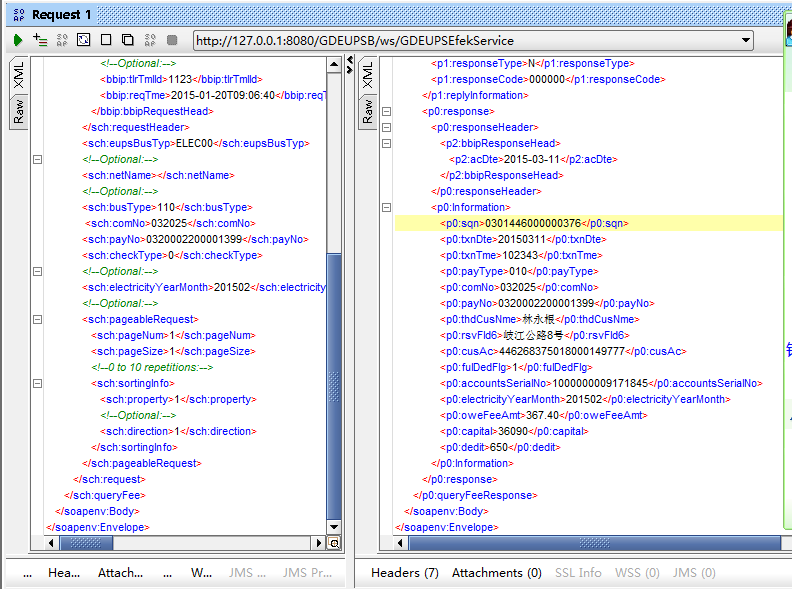 SOAP Request 1
http://127.0.0.1:8080/GDEUPSB/ws/GDEUPSEfekService
XML
Raw
<!--Optional:-->
<bbip:tlrTmlId>1123</bbip:tlrTmlId>
<bbip:reqTme>2015-01-20T09:06:40</bbip:reqT
</bbip:bbipRequestHead>
</sch:requestHeader>
<sch:eupsBusTyp>ELEC00</sch:eupsBusTyp>
<!--Optional:-->
<sch:netName></sch:netName>
<!--Optional:-->
<sch:busType>110</sch:busType>
<sch:comNo>032025</sch:comNo>
<sch:payNo>0320002200001399</sch:payNo>
<sch:checkType>0</sch:checkType>
<!--Optional:-->
<sch:electricityYearMonth>201502</sch:electricity
<!--Optional:-->
<sch:pageableRequest>
<sch:pageNum>1</sch:pageNum>
<sch:pageSize>1</sch:pageSize>
<!--0 to 10 repetitions:-->
<sch:sortingInfo>
<sch:property>1</sch:property>
<!--Optional:-->
<sch:direction>1</sch:direction>
</sch:sortingInfo>
</sch:pageableRequest>
</sch:request>
</sch:queryFee>
</soapenv:Body>
</soapenv:Envelope>
... Hea... Attach... ... W... JMS ... JMS Pr...
XML
Raw
<p1:responseType>N</p1:responseType>
<p1:responseCode>000000</p1:responseCode>
</p1:replyInformation>
<p0:response>
<p0:responseHeader>
<p2:bbipResponseHead>
<p2:acDte>2015-03-11</p2:acDte>
</p2:bbipResponseHead>
</p0:responseHeader>
<p0:Information>
<p0:sqn>0301446000000376</p0:sqn>
<p0:txnDte>20150311</p0:txnDte>
<p0:txnTme>102343</p0:txnTme>
<p0:payType>010</p0:payType>
<p0:comNo>032025</p0:comNo>
<p0:payNo>0320002200001399</p0:payNo>
<p0:thdCusNme>林永根</p0:thdCusNme>
<p0:rsvFld6>岐江公路8号</p0:rsvFld6>
<p0:cusAc>446268375018000149777</p0:cusAc>
<p0:fulDedFlg>1</p0:fulDedFlg>
<p0:accountsSerialNo>1000000009171845</p0:accountsSerialNo>
<p0:electricityYearMonth>201502</p0:electricityYearMonth>
<p0:oweFeeAmt>367.40</p0:oweFeeAmt>
<p0:capital>36090</p0:capital>
<p0:dedit>650</p0:dedit>
</p0:Information>
</p0:response>
</p0:queryFeeResponse>
</soapenv:Body>
</soapenv:Envelope>
Headers (7) Attachments (0) SSL Info WSS (0) JMS (0)